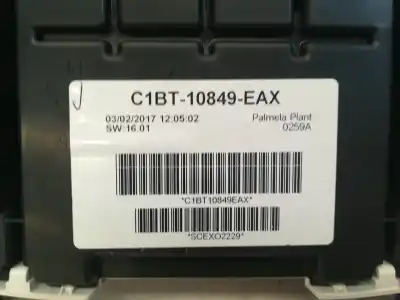 C1BT-10849-EAX
03/02/2017 12:05:02 Palmela Plant
SW:16.01 0259A
*C1BT10849EAX*
*SCEXO2229*